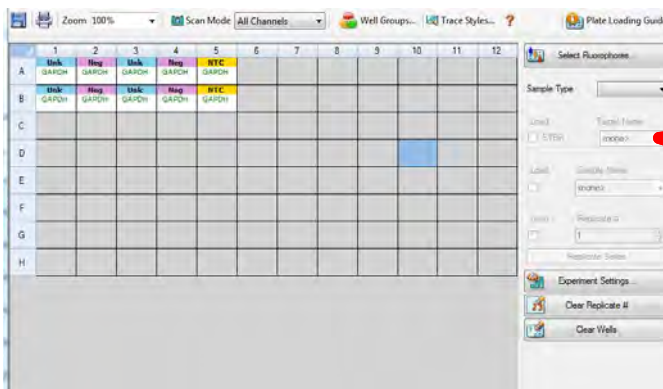 Zoom 100% Scan Mode All Channels Well Groups... Trace Styles... ? Plate Loading Guid
1 2 3 4 5 6 7 8 9 10 11 12
Select Fluorophores...
A Unk Neg Unk Neg NTC
GAPDH GAPDH GAPDH GAPDH GAPDH
Sample Type
B Unk Neg Unk Neg NTC
GAPDH GAPDH GAPDH GAPDH GAPDH
C
Load Target Name
<none>
D
E
Load Sample Name
<none>
F
Load Replicate #
G
1
H
Replicate Series
Experiment Settings...
Clear Replicate #
Clear Wells